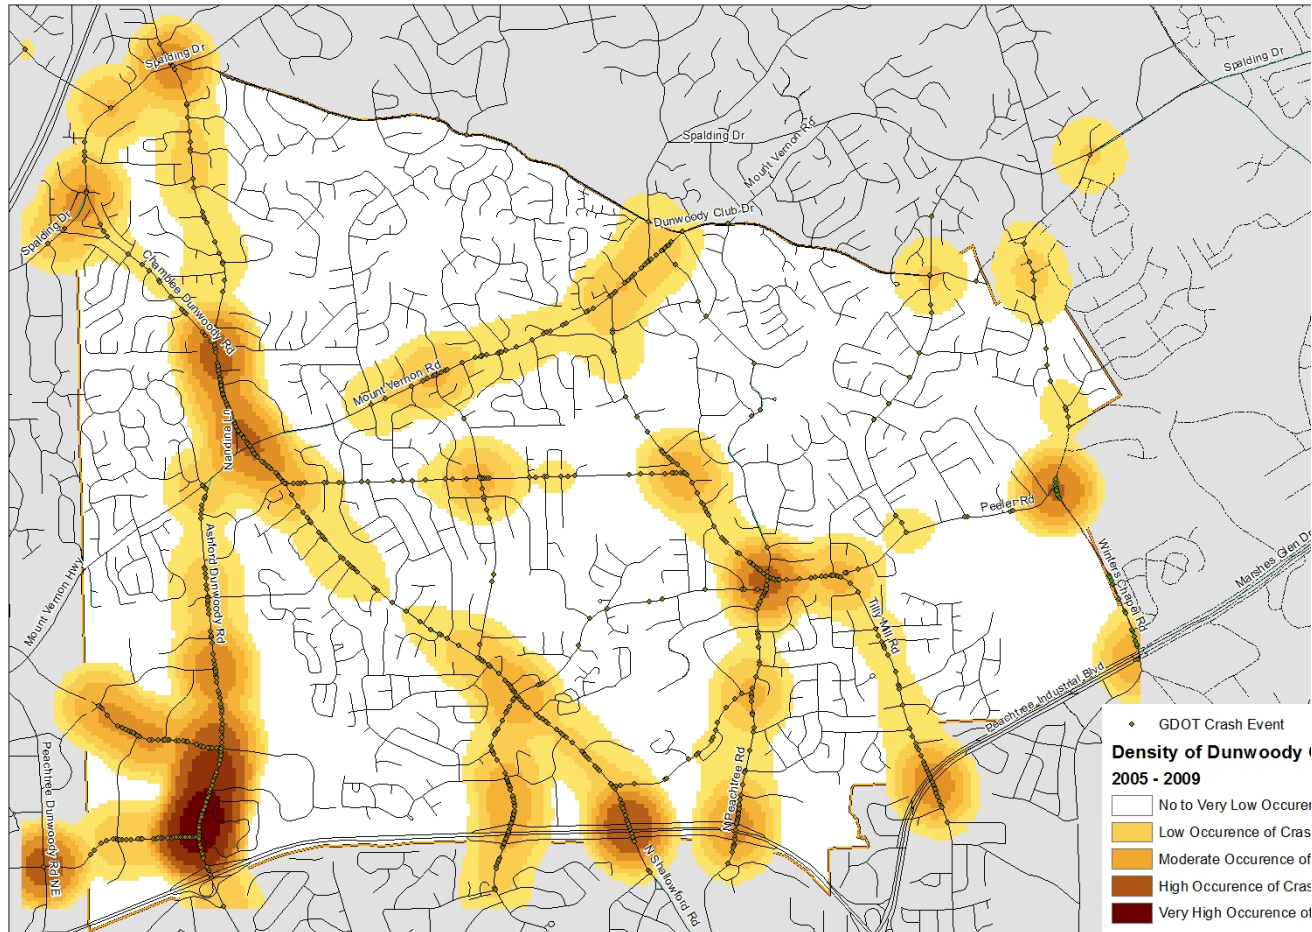 Spalding Dr
Spalding Dr
Spalding Dr
Mount Vernon Rd
Dunwoody Club Dr
Spalding Dr
Chamblee Dunwoody Rd
Mount Vernon Rd
Nandina Ln
Peeler Rd
Ashford Dunwoody Rd
Winters Chapel Rd
Marshes Glen Dr
Mount Vernon Hwy
Tilly Mill Rd
Peachtree Industrial Blvd
Peachtree Dunwoody Rd NE
N Peachtree Rd
N Shallowford Rd
GDOT Crash Event
Density of Dunwoody
2005 - 2009
No to Very Low Occuren
Low Occurence of Cras
Moderate Occurence of
High Occurence of Cras
Very High Occurence of